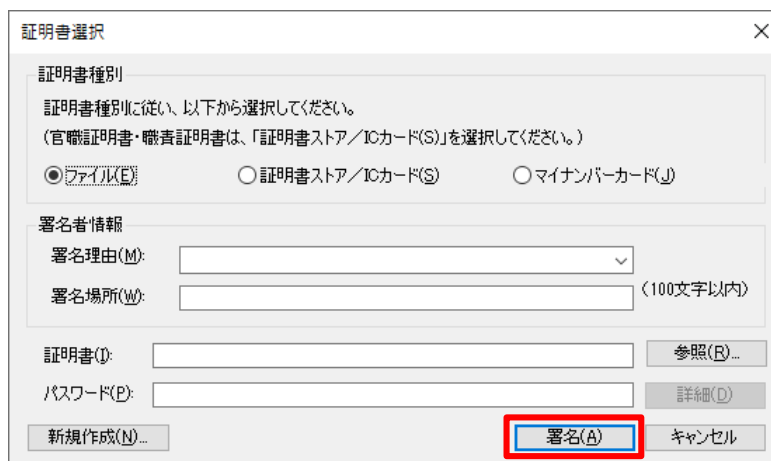 証明書選択
証明書種別
証明書種別に従い、以下から選択してください。
(官職証明書・職責証明書は、「証明書ストア／ICカード(S)」を選択してください。)
ファイル(E) 証明書ストア／ICカード(S) マイナンバーカード(J)
署名者情報
署名理由(M):
署名場所(W): (100文字以内)
証明書(I): 参照(R)...
パスワード(P): 詳細(D)
新規作成(N)... 署名(A) キャンセル